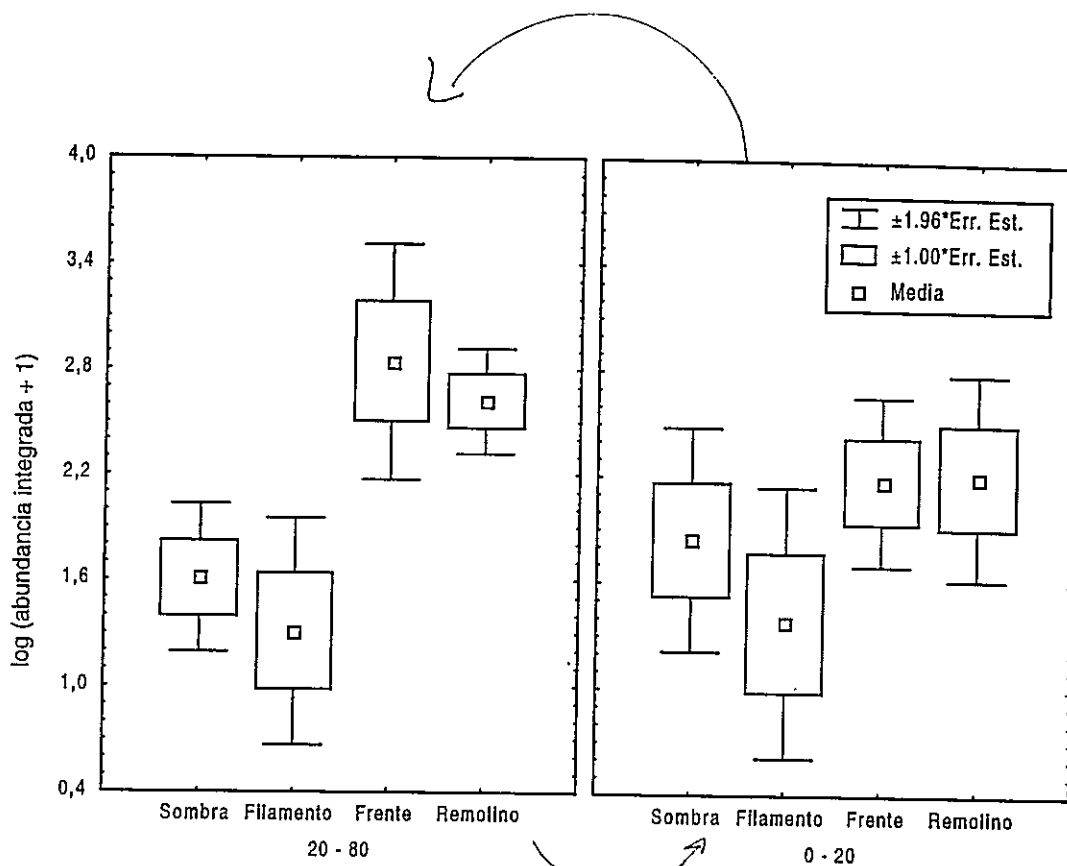 4,0
3,4
2,8
2,2
1,6
1,0
0,4
log (abundancia integrada + 1)
Sombra Filamento Frente Remolino
20 - 80
±1.96*Err. Est.
±1.00*Err. Est.
Media
Sombra Filamento Frente Remolino
0 - 20